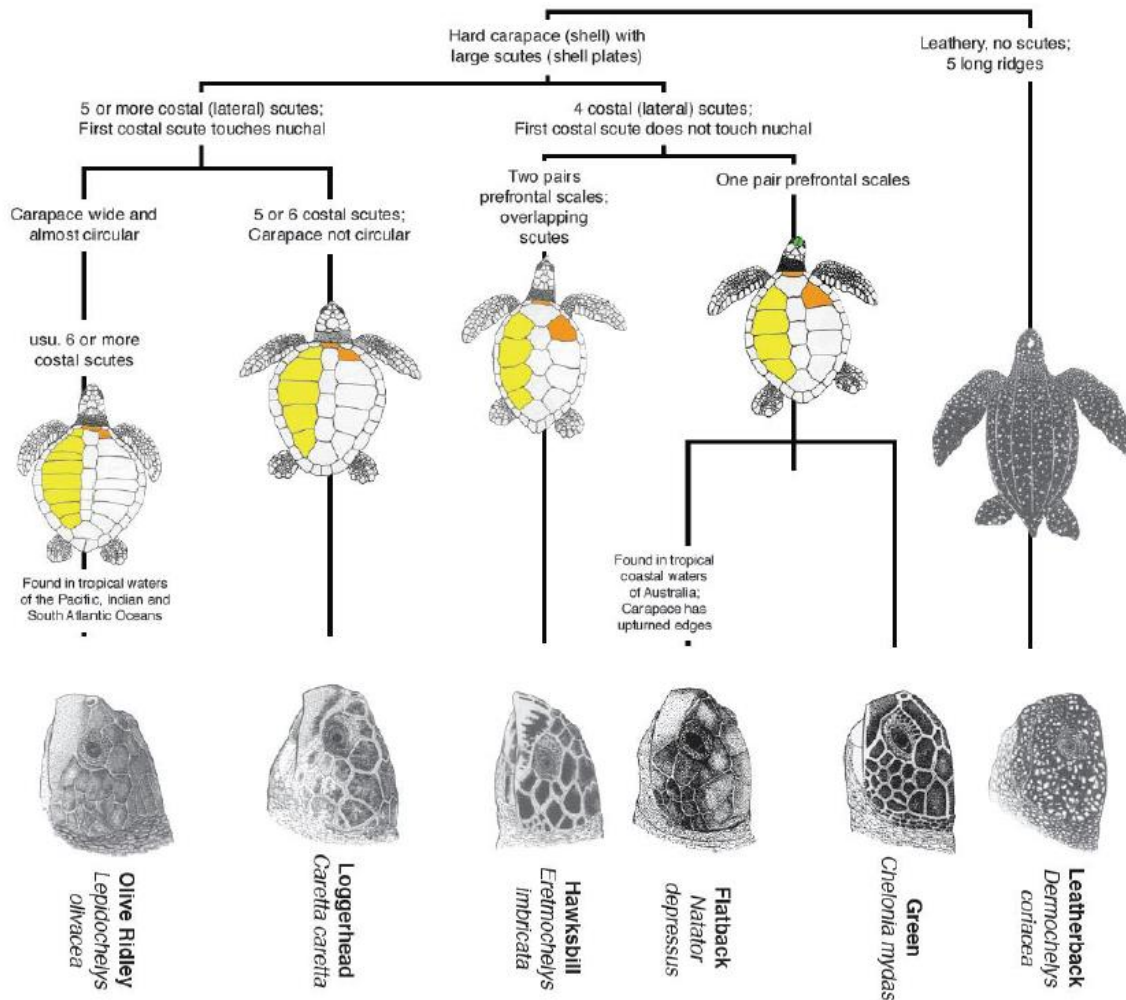 Hard carapace (shell) with
large scutes (shell plates)
Leathery, no scutes;
5 long ridges
5 or more costal (lateral) scutes;
First costal scute touches nuchal
4 costal (lateral) scutes;
First costal scute does not touch nuchal
Carapace wide and
almost circular
5 or 6 costal scutes;
Carapace not circular
Two pairs
prefrontal scales;
overlapping
scutes
One pair prefrontal scales
usu. 6 or more
costal scutes
Found in tropical waters
of the Pacific, Indian and
South Atlantic Oceans
Found in tropical
coastal waters
of Australia;
Carapace has
upturned edges
Olive Ridley
Lepidochelys
olivacea
Loggerhead
Caretta caretta
Hawksbill
Eretmochelys
imbricata
Flatback
Natator
depressus
Green
Chelonia mydas
Leatherback
Dermochelys
coriacea